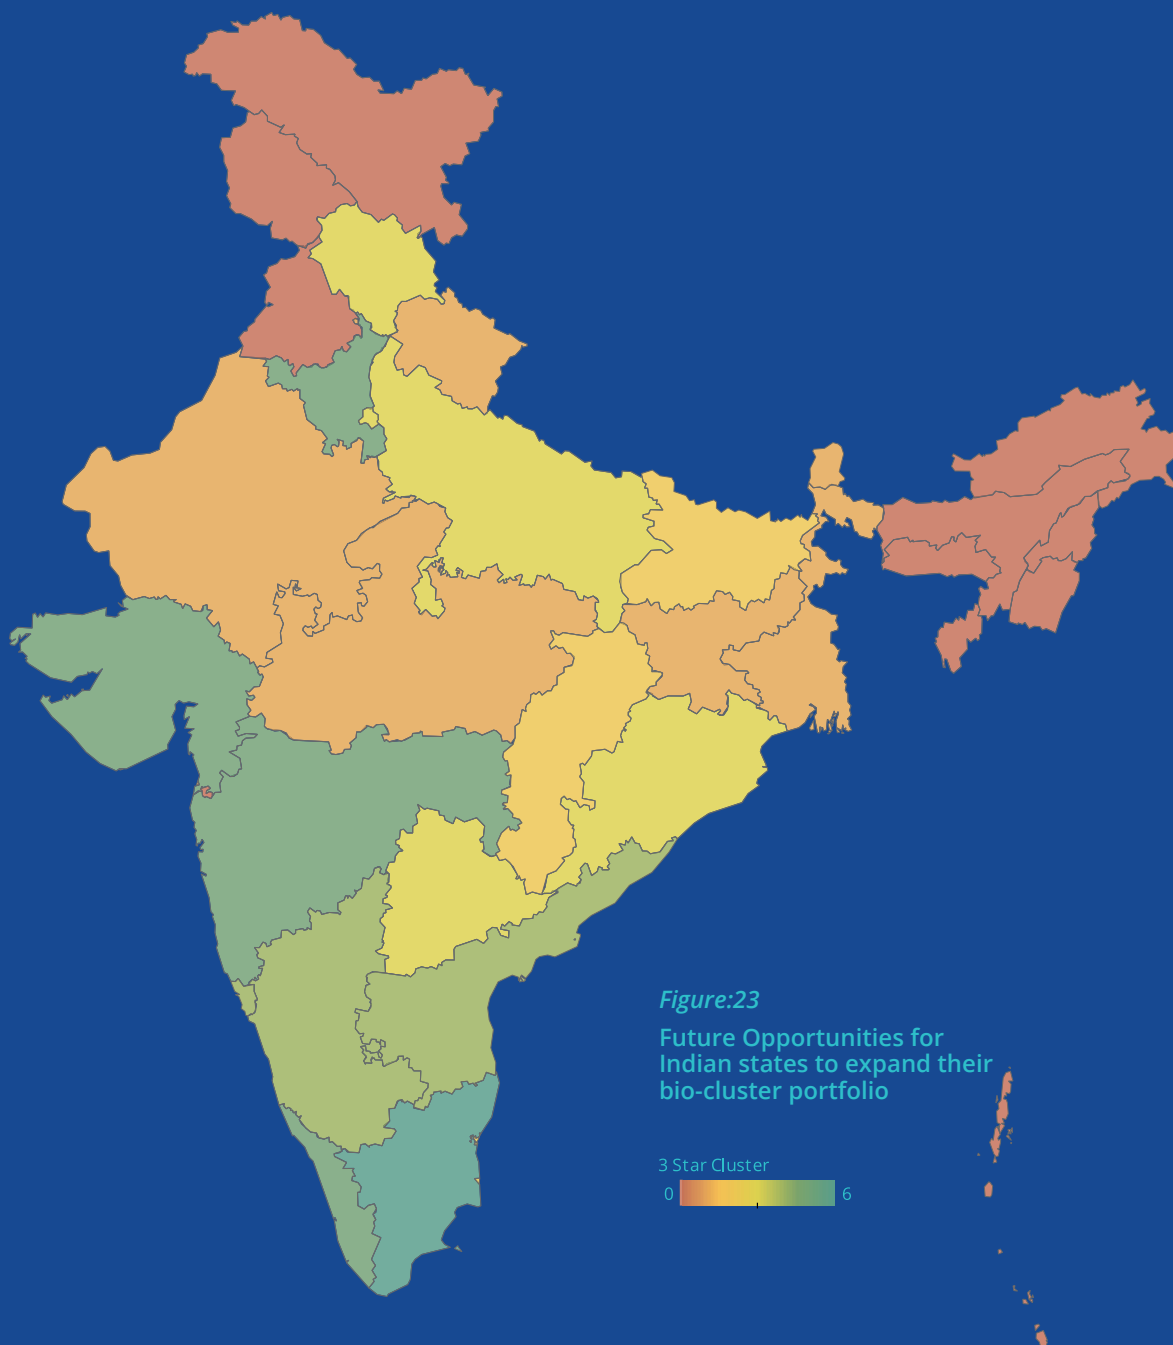 Figure:23
Future Opportunities for
Indian states to expand their
bio-cluster portfolio
3 Star Cluster
0 6